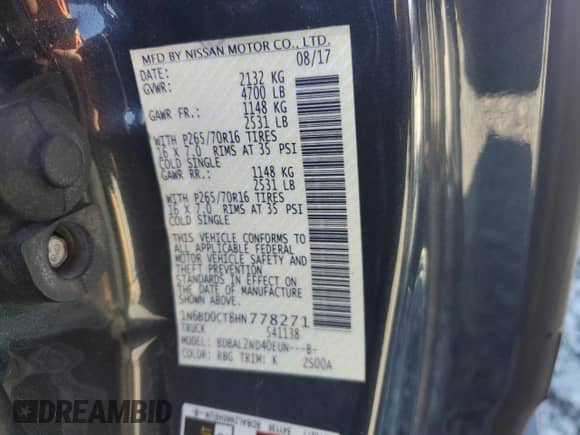 MFD BY NISSAN MOTOR CO., LTD.
DATE: 08/17
GVWR: 2132 KG
4700 LB
GAWR FR.: 1148 KG
2531 LB
WITH P265/70R16 TIRES
16 X 7.0 RIMS AT 35 PSI
COLD SINGLE
GAWR RR.: 1148 KG
2531 LB
WITH P265/70R16 TIRES
16 X 7.0 RIMS AT 35 PSI
COLD SINGLE
THIS VEHICLE CONFORMS TO
ALL APPLICABLE FEDERAL
MOTOR VEHICLE SAFETY AND
THEFT PREVENTION
STANDARDS IN EFFECT ON
THE DATE OF MANUFACTURE
SHOWN ABOVE.
1N6BD0CT8HN778271
TRUCK 541138
MODEL: BDBAL2WD40EUN---B-
COLOR: RBG TRIM: K 2S00A
DREAMBID